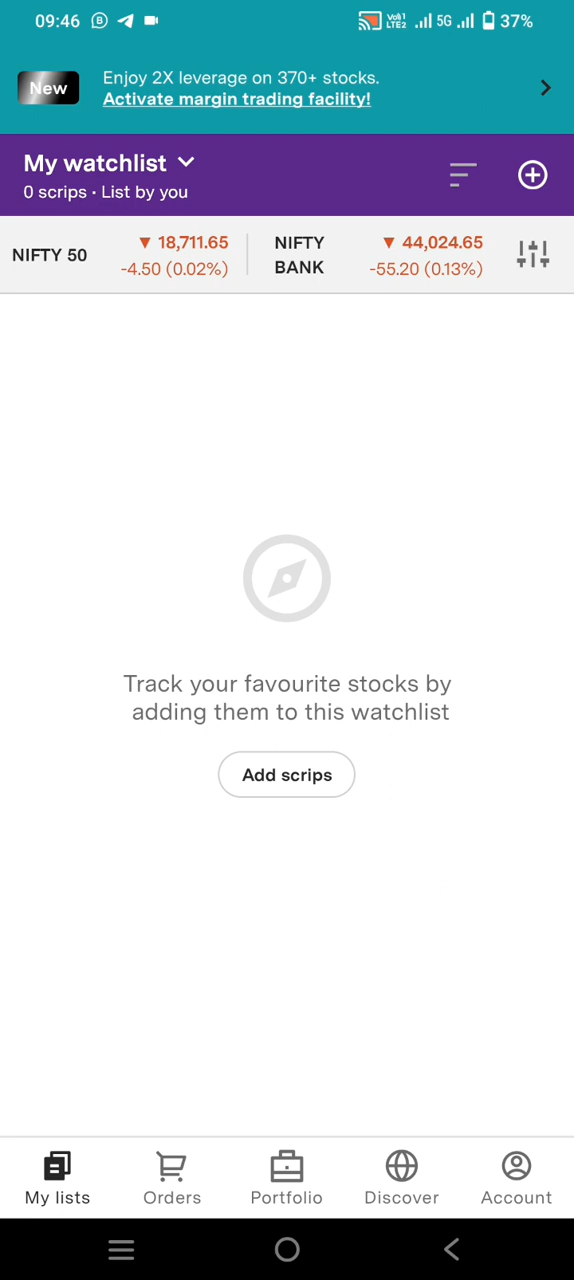 09:46 5G 37%
New
Enjoy 2X leverage on 370+ stocks.
Activate margin trading facility!
My watchlist
0 scrips · List by you
NIFTY 50
▼ 18,711.65
-4.50 (0.02%)
NIFTY
BANK
▼ 44,024.65
-55.20 (0.13%)
Track your favourite stocks by
adding them to this watchlist
Add scrips
My lists Orders Portfolio Discover Account